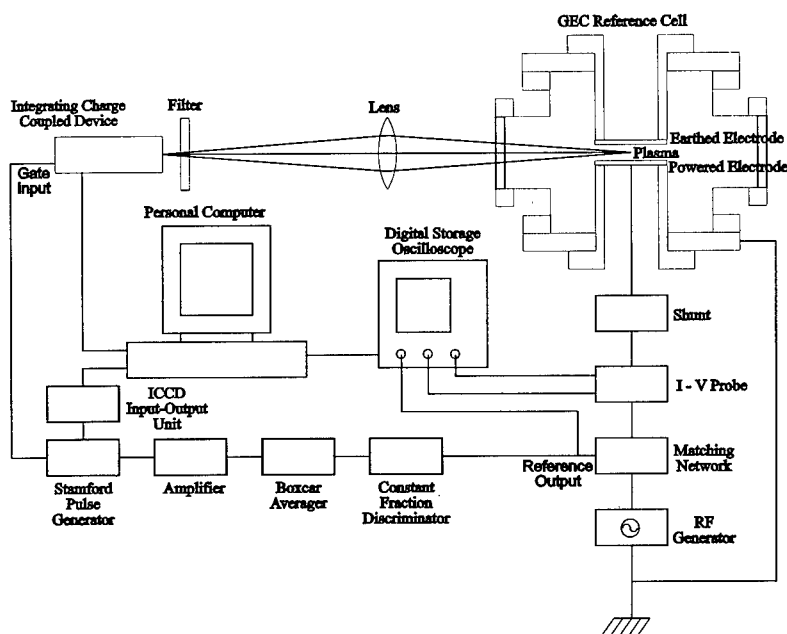 GEC Reference Cell
Integrating Charge
Coupled Device
Filter
Lens
Earthed Electrode
Plasma
Powered Electrode
Gate
Input
Personal Computer
Digital Storage
Oscilloscope
Shunt
I - V Probe
ICCD
Input-Output
Unit
Matching
Network
Reference
Output
Stamford
Pulse
Generator
Amplifier
Boxcar
Averager
Constant
Fraction
Discriminator
RF
Generator